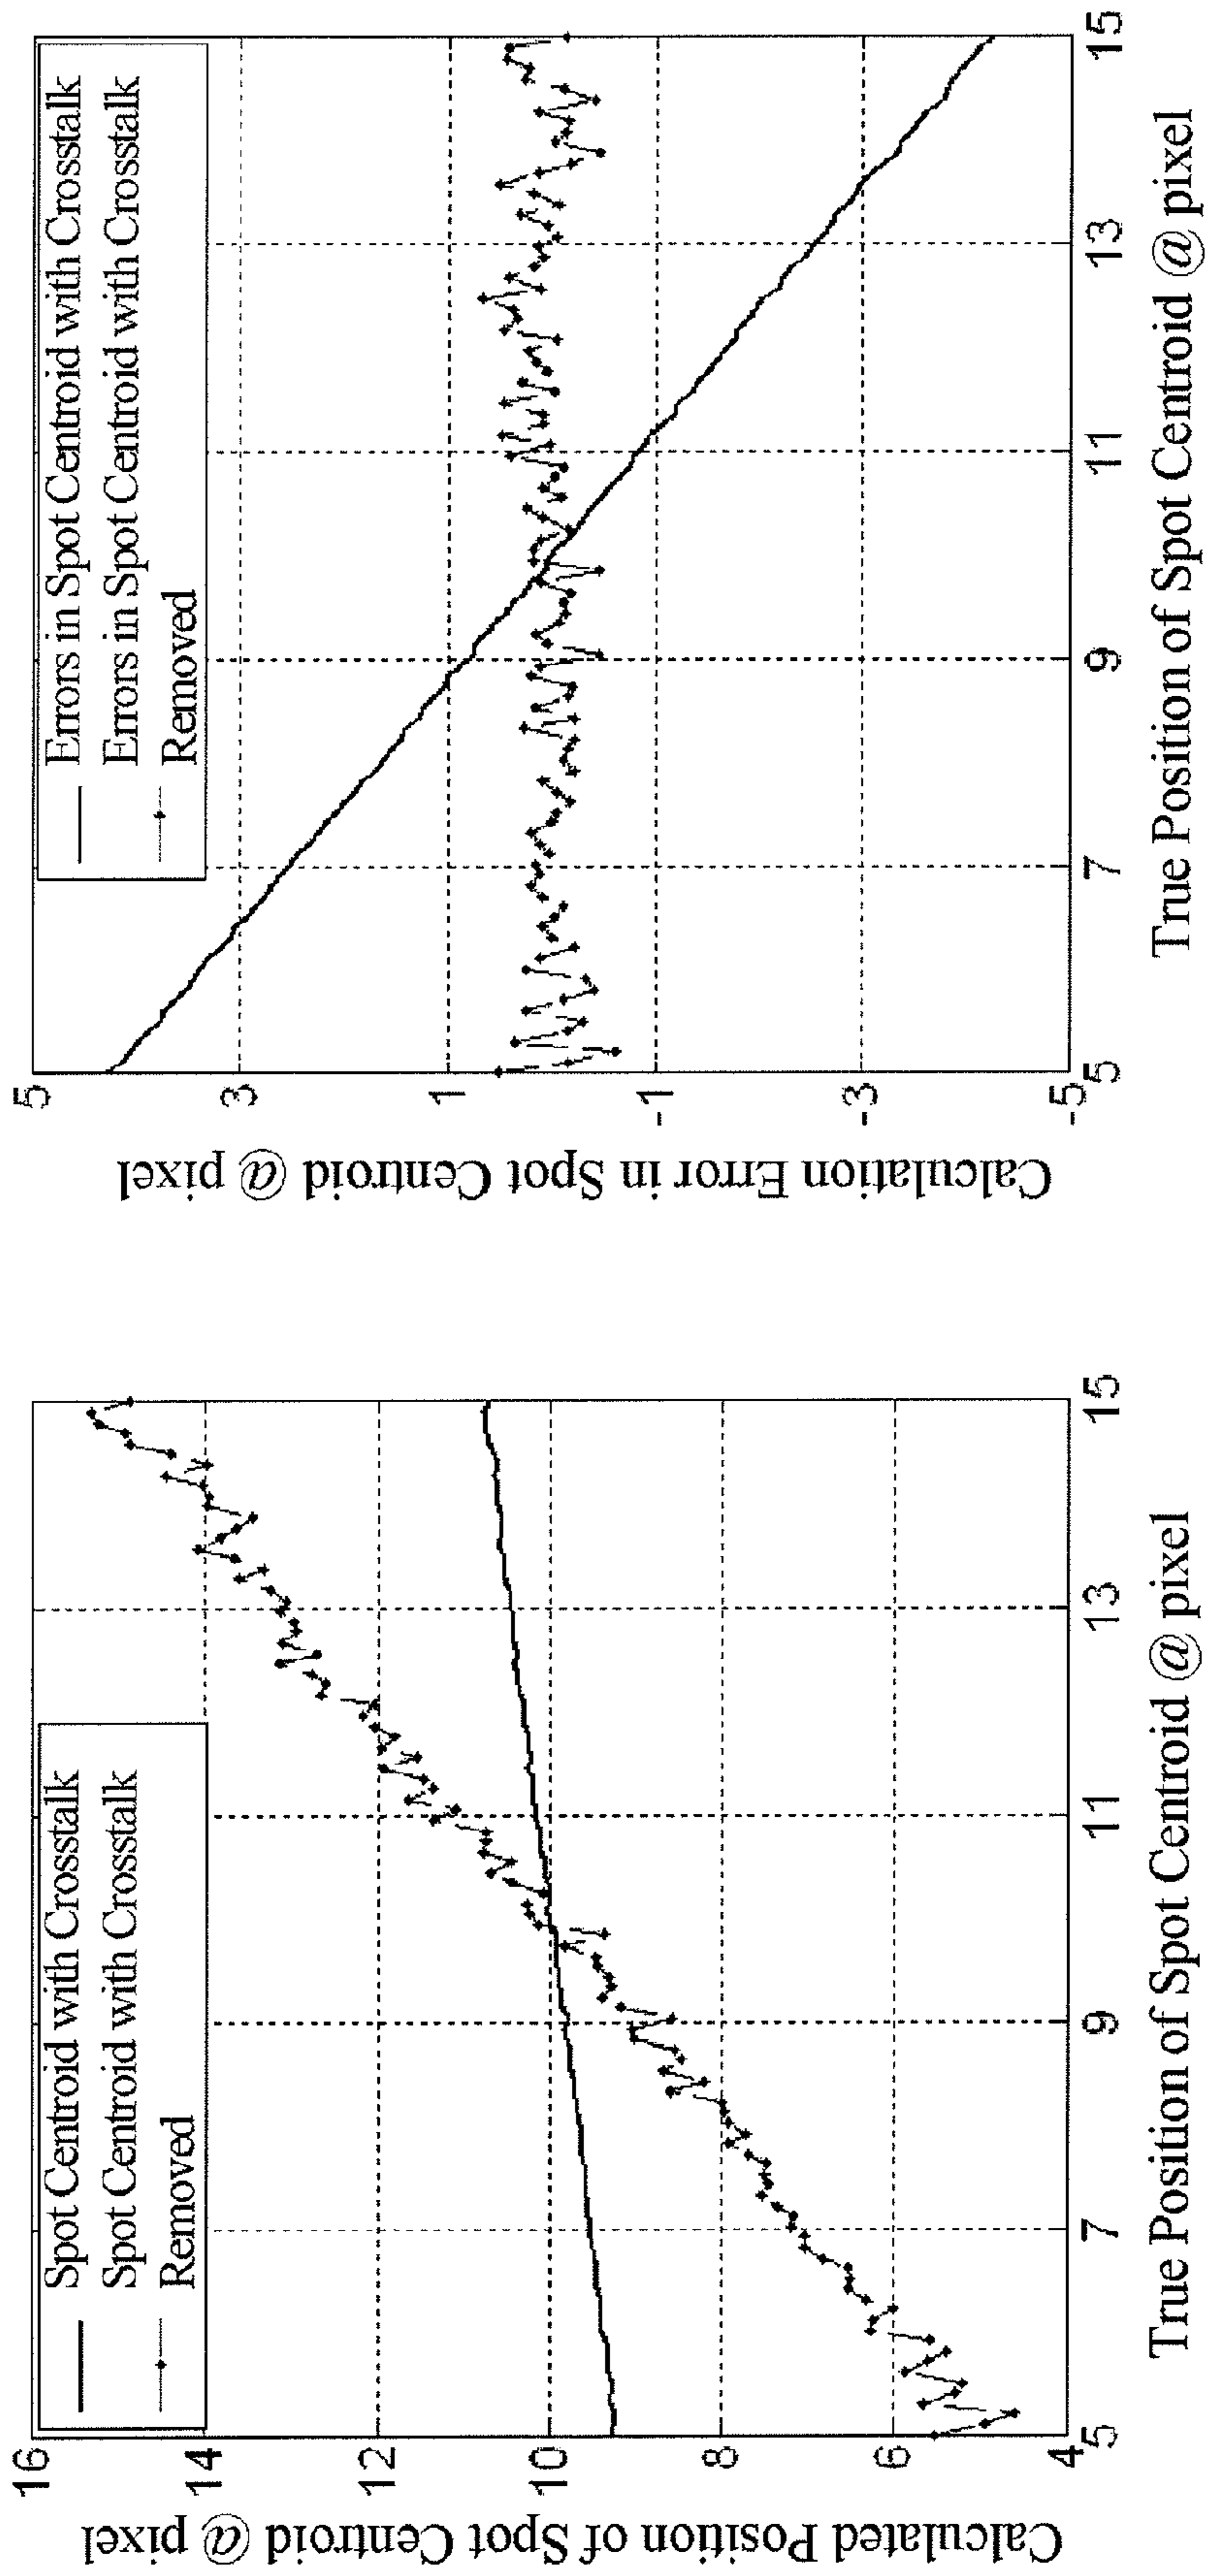 Calculated Position of Spot Centroid @ pixel
16
14
12
10
8
6
4
Spot Centroid with Crosstalk
Spot Centroid with Crosstalk
Removed
5
7
9
11
13
15
True Position of Spot Centroid @ pixel
Calculation Error in Spot Centroid @ pixel
5
3
1
-1
-3
-5
Errors in Spot Centroid with Crosstalk
Errors in Spot Centroid with Crosstalk
Removed
5
7
9
11
13
15
True Position of Spot Centroid @ pixel